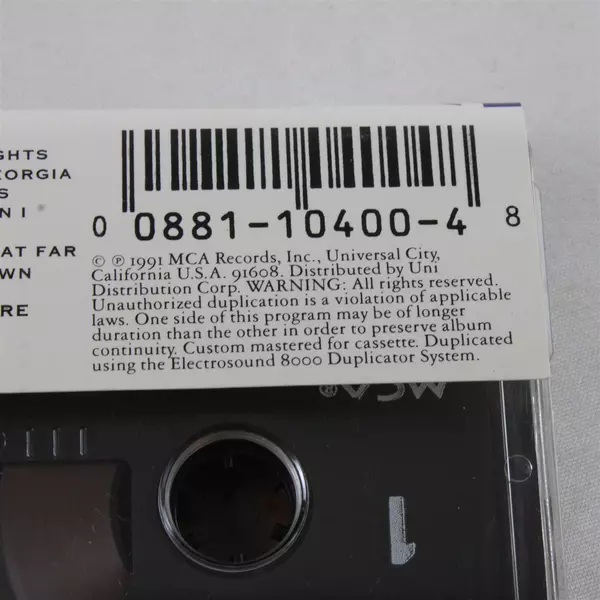 GHTS
EORGIA
S
N I
AT FAR
WN
RE
0 0881-10400-4 8
© ℗ 1991 MCA Records, Inc., Universal City,
California U.S.A. 91608. Distributed by Uni
Distribution Corp. WARNING: All rights reserved.
Unauthorized duplication is a violation of applicable
laws. One side of this program may be of longer
duration than the other in order to preserve album
continuity. Custom mastered for cassette. Duplicated
using the Electrosound 8000 Duplicator System.
MCA®
1